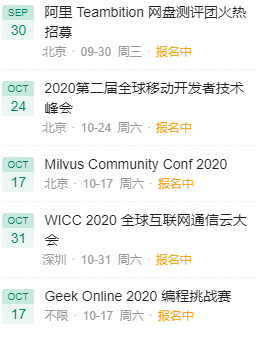 SEP
30
阿里 Teambition 网盘测评团火热
招募
北京 · 09-30 周三 · 报名中
OCT
24
2020第二届全球移动开发者技术
峰会
北京 · 10-24 周六 · 报名中
OCT
17
Milvus Community Conf 2020
北京 · 10-17 周六 · 报名中
OCT
31
WICC 2020 全球互联网通信云大
会
深圳 · 10-31 周六 · 报名中
OCT
17
Geek Online 2020 编程挑战赛
不限 · 10-17 周六 · 报名中